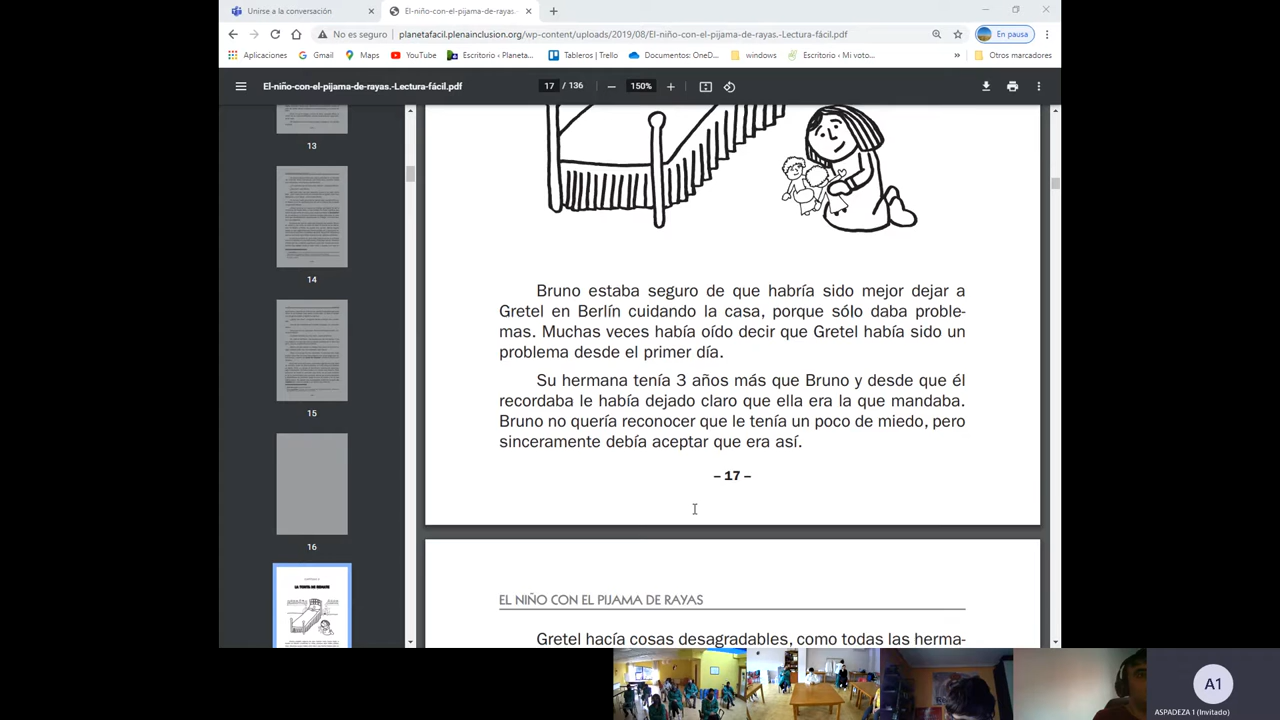 Unirse a la conversación
El-niño-con-el-pijama-de-rayas.
No es seguro
planetafacil.plenainclusion.org/wp-content/uploads/2019/08/El-niño-con-el-pijama-de-rayas.-Lectura-fácil.pdf
En pausa
Aplicaciones
Gmail
Maps
YouTube
Escritorio ‹ Planeta...
Tableros | Trello
Documentos: OneD...
windows
Escritorio ‹ Mi voto...
»
Otros marcadores
El-niño-con-el-pijama-de-rayas.-Lectura-fácil.pdf
17 / 136
150%
13
14
15
16
LA TONTA DE REMATE
Bruno estaba seguro de que habría sido mejor dejar a
Gretel en Berlín cuidando la casa, porque sólo daba proble-
mas. Muchas veces había oído decir que Gretel había sido un
problema desde el primer día.
Su hermana tenía 3 años más que Bruno y desde que él
recordaba le había dejado claro que ella era la que mandaba.
Bruno no quería reconocer que le tenía un poco de miedo, pero
sinceramente debía aceptar que era así.
– 17 –
EL NIÑO CON EL PIJAMA DE RAYAS
Gretel hacía cosas desagradables, como todas las herma-
A1
ASPADEZA 1 (Invitado)